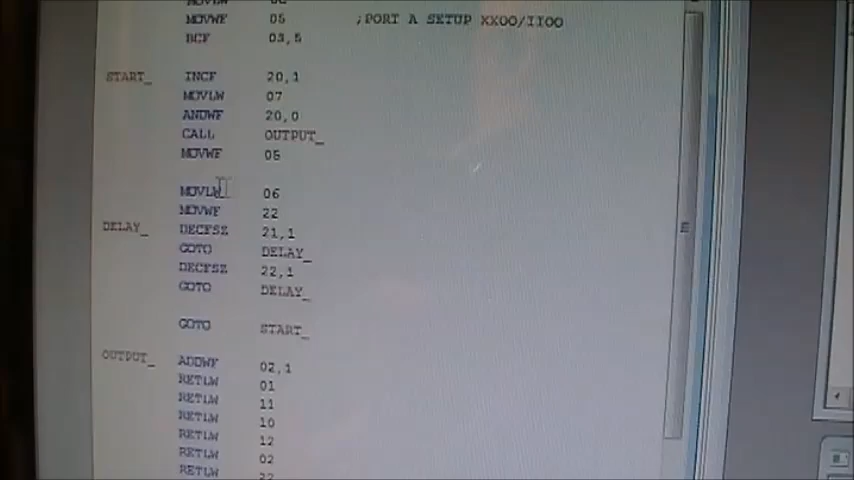 MOVWF 05 ;PORT A SETUP XX00/II00
BCF 03,5
START_ INCF 20,1
MOVLW 07
ANDWF 20,0
CALL OUTPUT_
MOVWF 05
MOVLW 06
MOVWF 22
DELAY_ DECFSZ 21,1
GOTO DELAY_
DECFSZ 22,1
GOTO DELAY_
GOTO START_
OUTPUT_ ADDWF 02,1
RETLW 01
RETLW 11
RETLW 10
RETLW 12
RETLW 02
RETLW 22